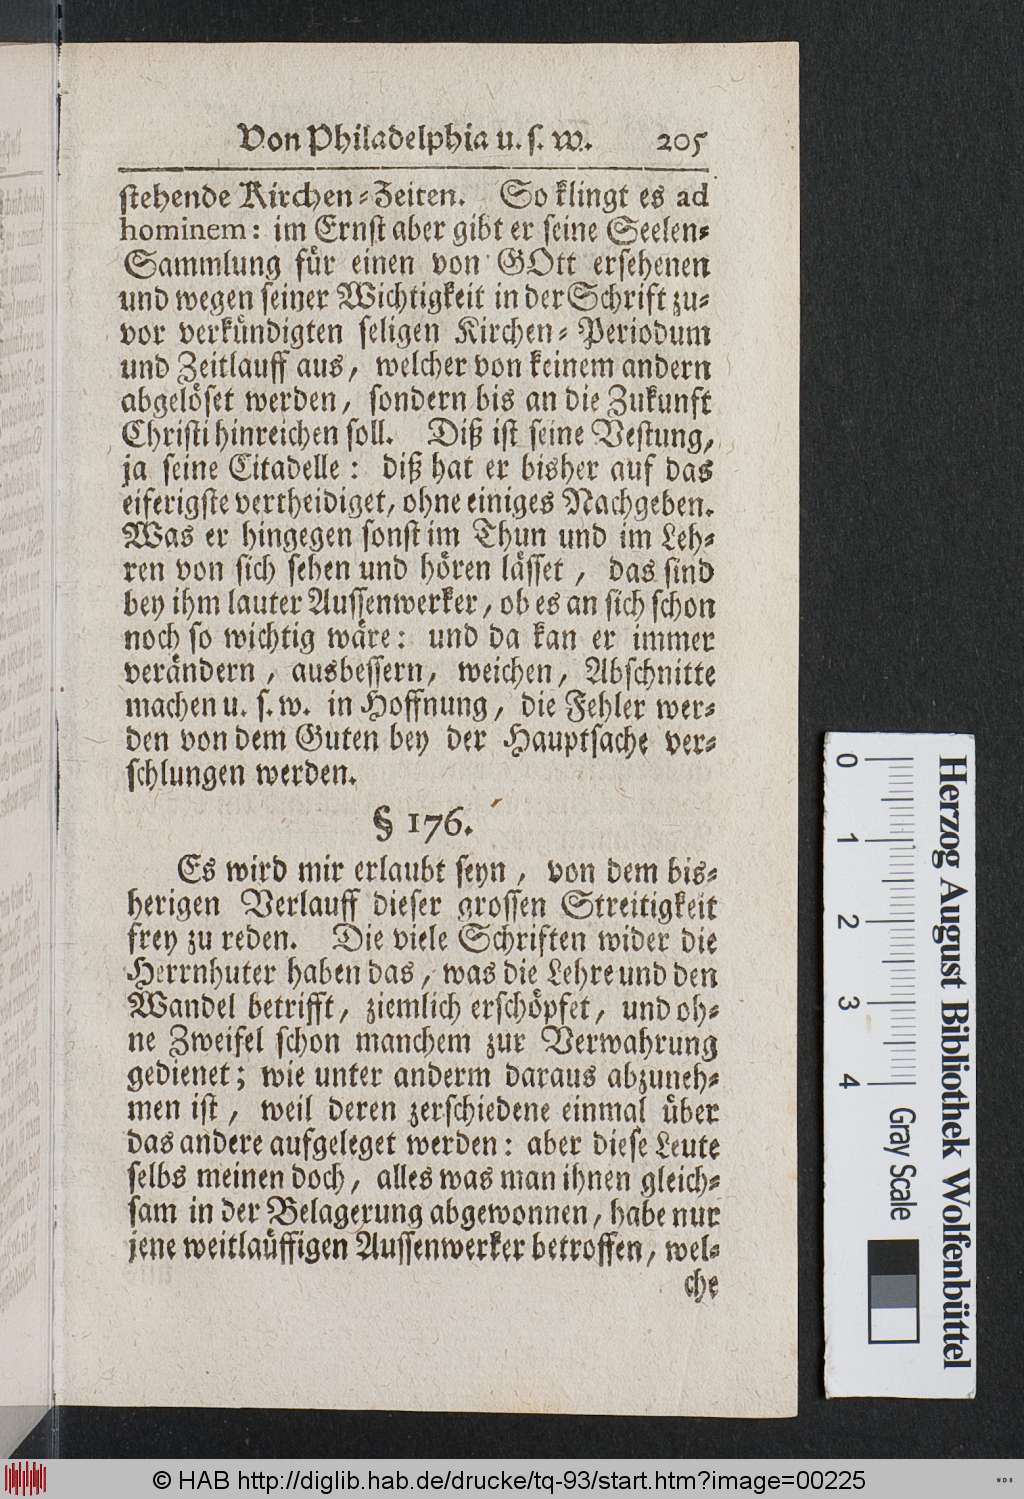 Von Philadelphia u. s. w. 205
stehende Kirchen-Zeiten. So klingt es ad
hominem: im Ernst aber gibt er seine Seelen-
Sammlung für einen von GOtt ersehenen
und wegen seiner Wichtigkeit in der Schrift zu-
vor verkündigten seligen Kirchen-Periodum
und Zeitlauff aus, welcher von keinem andern
abgelöset werden, sondern bis an die Zukunft
Christi hinreichen soll. Diß ist seine Vestung,
ja seine Citadelle: diß hat er bisher auf das
eiferigste vertheidiget, ohne einiges Nachgeben.
Was er hingegen sonst im Thun und im Leh-
ren von sich sehen und hören lässet, das sind
bey ihm lauter Aussenwerker, ob es an sich schon
noch so wichtig wäre: und da kan er immer
verändern, ausbessern, weichen, Abschnitte
machen u. s. w. in Hoffnung, die Fehler wer-
den von dem Guten bey der Hauptsache ver-
schlungen werden.
§ 176.
Es wird mir erlaubt seyn, von dem bis-
herigen Verlauff dieser grossen Streitigkeit
frey zu reden. Die viele Schriften wider die
Herrnhuter haben das, was die Lehre und den
Wandel betrifft, ziemlich erschöpfet, und oh-
ne Zweifel schon manchem zur Verwahrung
gedienet; wie unter anderm daraus abzuneh-
men ist, weil deren zerschiedene einmal über
das andere aufgeleget werden: aber diese Leute
selbs meinen doch, alles was man ihnen gleich-
sam in der Belagerung abgewonnen, habe nur
jene weitläuffigen Aussenwerker betroffen, wel-
che
0 1 2 3 4
Gray Scale
Herzog August Bibliothek Wolfenbüttel
© HAB http://diglib.hab.de/drucke/tq-93/start.htm?image=00225